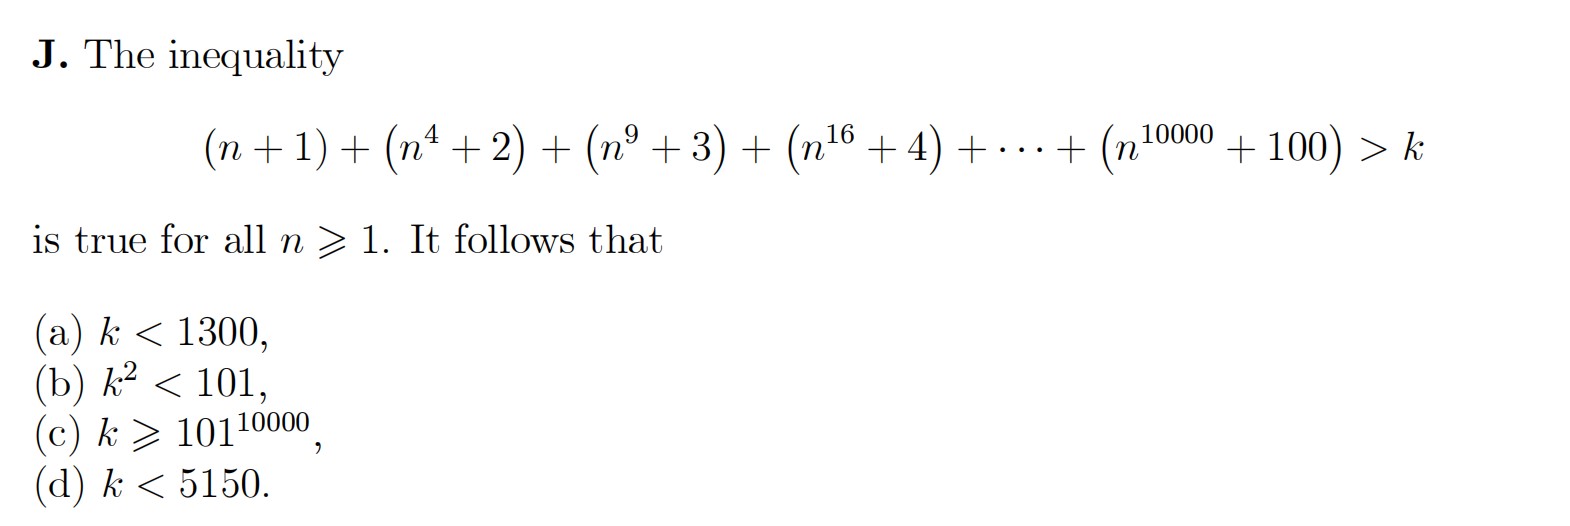 J. The inequality
(n + 1) + (n⁴ + 2) + (n⁹ + 3) + (n¹⁶ + 4) + ··· + (n¹⁰⁰⁰⁰ + 100) > k
is true for all n ⩾ 1. It follows that
(a) k < 1300,
(b) k² < 101,
(c) k ⩾ 101¹⁰⁰⁰⁰,
(d) k < 5150.